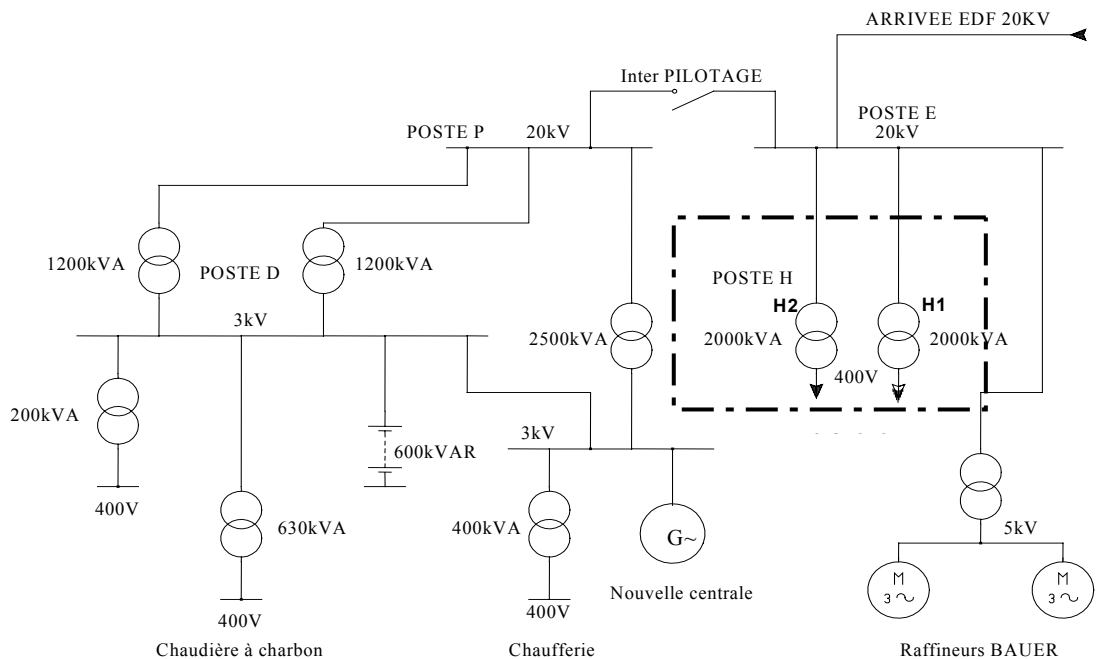 ARRIVEE EDF 20KV
Inter PILOTAGE
POSTE E
20kV
POSTE P
20kV
1200kVA
POSTE D
1200kVA
POSTE H
H2
H1
3kV
2500kVA
2000kVA
2000kVA
400V
200kVA
3kV
600kVAR
400V
630kVA
400kVA
G~
5kV
M
3 ~
M
3 ~
Nouvelle centrale
400V
400V
Chaudière à charbon
Chaufferie
Raffineurs BAUER